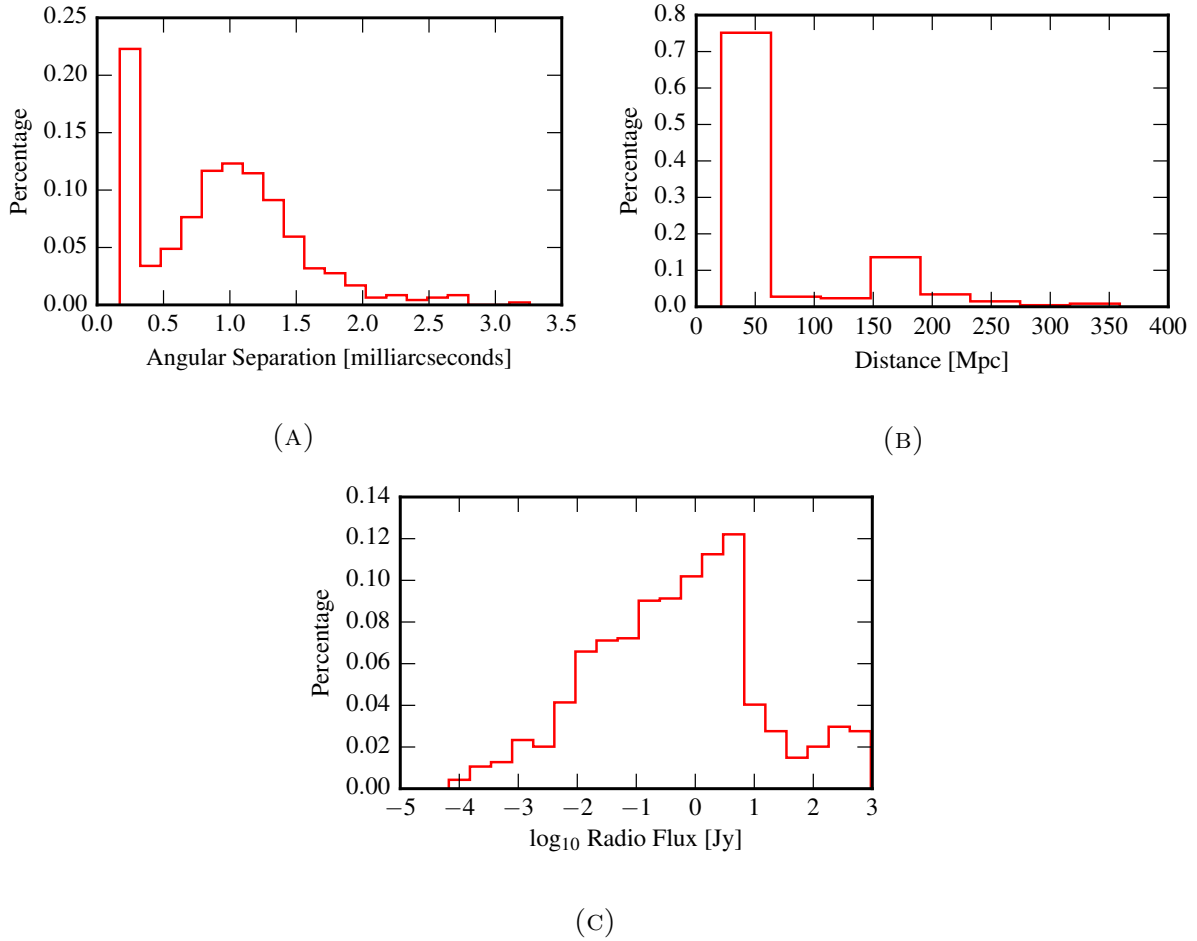 0.25
0.20
0.15
0.10
0.05
0.00
Percentage
0.0 0.5 1.0 1.5 2.0 2.5 3.0 3.5
Angular Separation [milliarcseconds]
(A)
0.8
0.7
0.6
0.5
0.4
0.3
0.2
0.1
0.0
Percentage
0 50 100 150 200 250 300 350 400
Distance [Mpc]
(B)
0.14
0.12
0.10
0.08
0.06
0.04
0.02
0.00
Percentage
−5 −4 −3 −2 −1 0 1 2 3
log₁₀ Radio Flux [Jy]
(C)